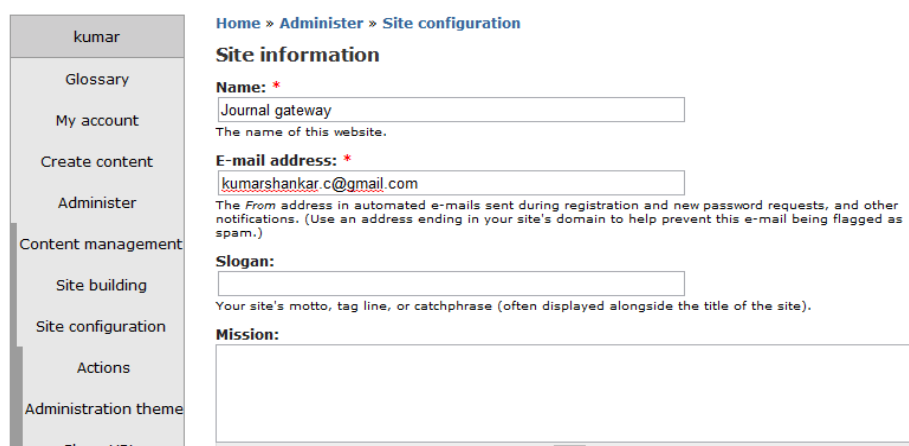 kumar
Glossary
My account
Create content
Administer
Content management
Site building
Site configuration
Actions
Administration theme
Home » Administer » Site configuration
Site information
Name: *
Journal gateway
The name of this website.
E-mail address: *
kumarshankar.c@gmail.com
The From address in automated e-mails sent during registration and new password requests, and other
notifications. (Use an address ending in your site's domain to help prevent this e-mail being flagged as
spam.)
Slogan:
Your site's motto, tag line, or catchphrase (often displayed alongside the title of the site).
Mission: